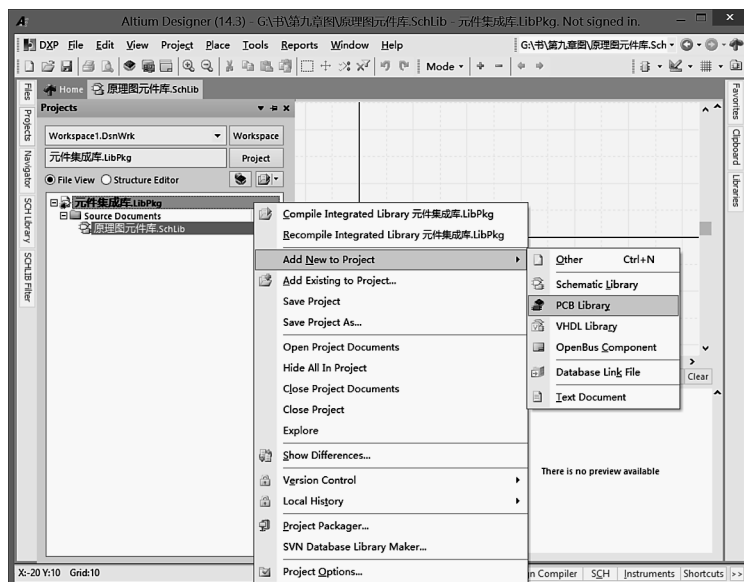 Altium Designer (14.3) - G:\书\第九章图\原理图元件库.SchLib - 元件集成库.LibPkg. Not signed in.
DXP File Edit View Project Place Tools Reports Window Help
G:\书\第九章图\原理图元件库.Sch
Mode
Home 原理图元件库.SchLib
Files
Projects
Navigator
SCH Library
SCHLIB Filter
Projects
Workspace1.DsnWrk Workspace
元件集成库.LibPkg Project
File View Structure Editor
元件集成库.LibPkg
Source Documents
原理图元件库.SchLib
Compile Integrated Library 元件集成库.LibPkg
Recompile Integrated Library 元件集成库.LibPkg
Add New to Project
Add Existing to Project...
Save Project
Save Project As...
Open Project Documents
Hide All In Project
Close Project Documents
Close Project
Explore
Show Differences...
Version Control
Local History
Project Packager...
SVN Database Library Maker...
Project Options...
Other Ctrl+N
Schematic Library
PCB Library
VHDL Library
OpenBus Component
Database Link File
Text Document
Clear
There is no preview available
Favorites
Clipboard
Libraries
X:-20 Y:10 Grid:10
n Compiler SCH Instruments Shortcuts >>